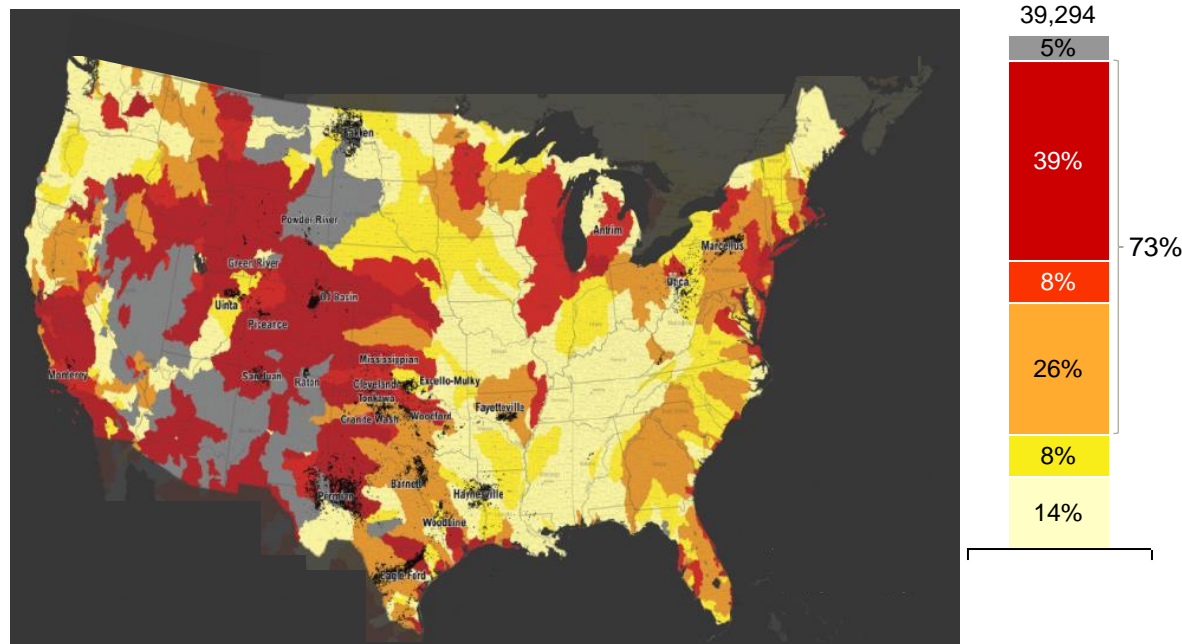 39,294
5%
39%
8%
73%
26%
8%
14%
Bakken
Powder River
Antrim
Marcellus
Green River
Utica
Uinta
DJ Basin
Piceance
Mississippian
Monterey
San Juan
Raton
Cleveland
Excello-Mulky
Tonkawa
Fayetteville
Granite Wash
Woodford
Barnett
Permian
Haynesville
Woodbine
Eagle Ford